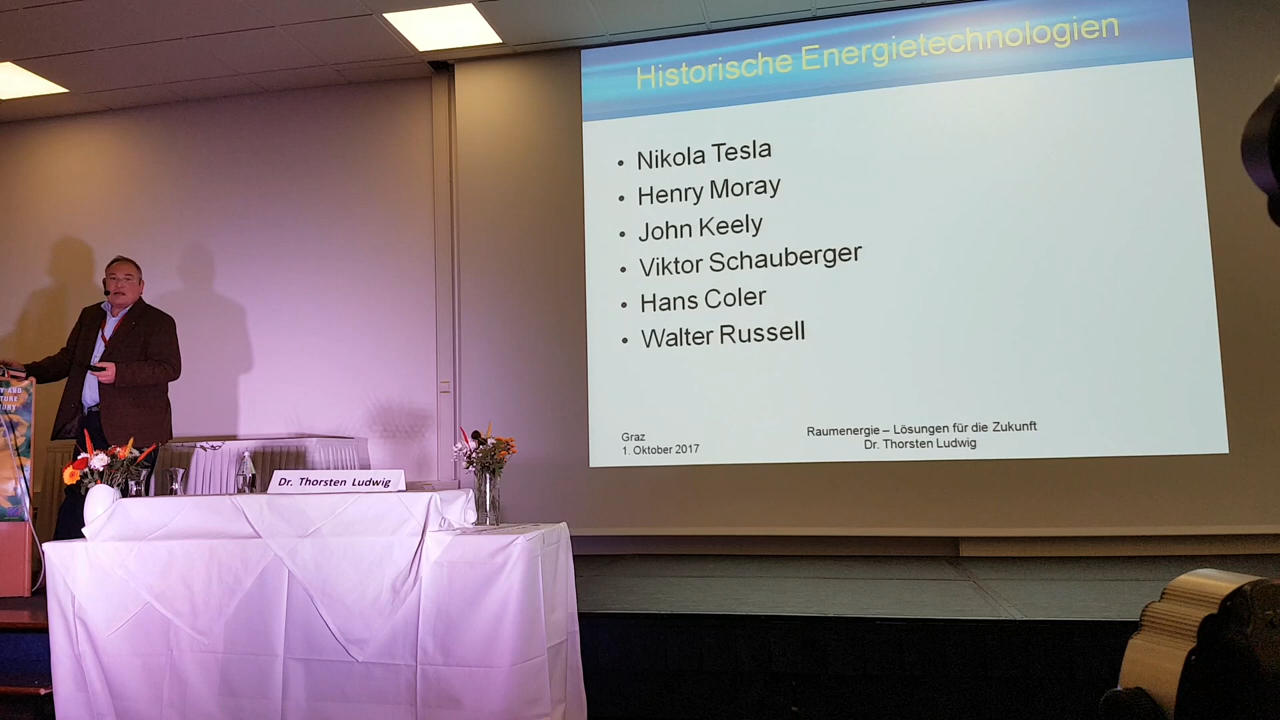 Historische Energietechnologien
• Nikola Tesla
• Henry Moray
• John Keely
• Viktor Schauberger
• Hans Coler
• Walter Russell
Graz
1. Oktober 2017
Raumenergie – Lösungen für die Zukunft
Dr. Thorsten Ludwig
Dr. Thorsten Ludwig
AND